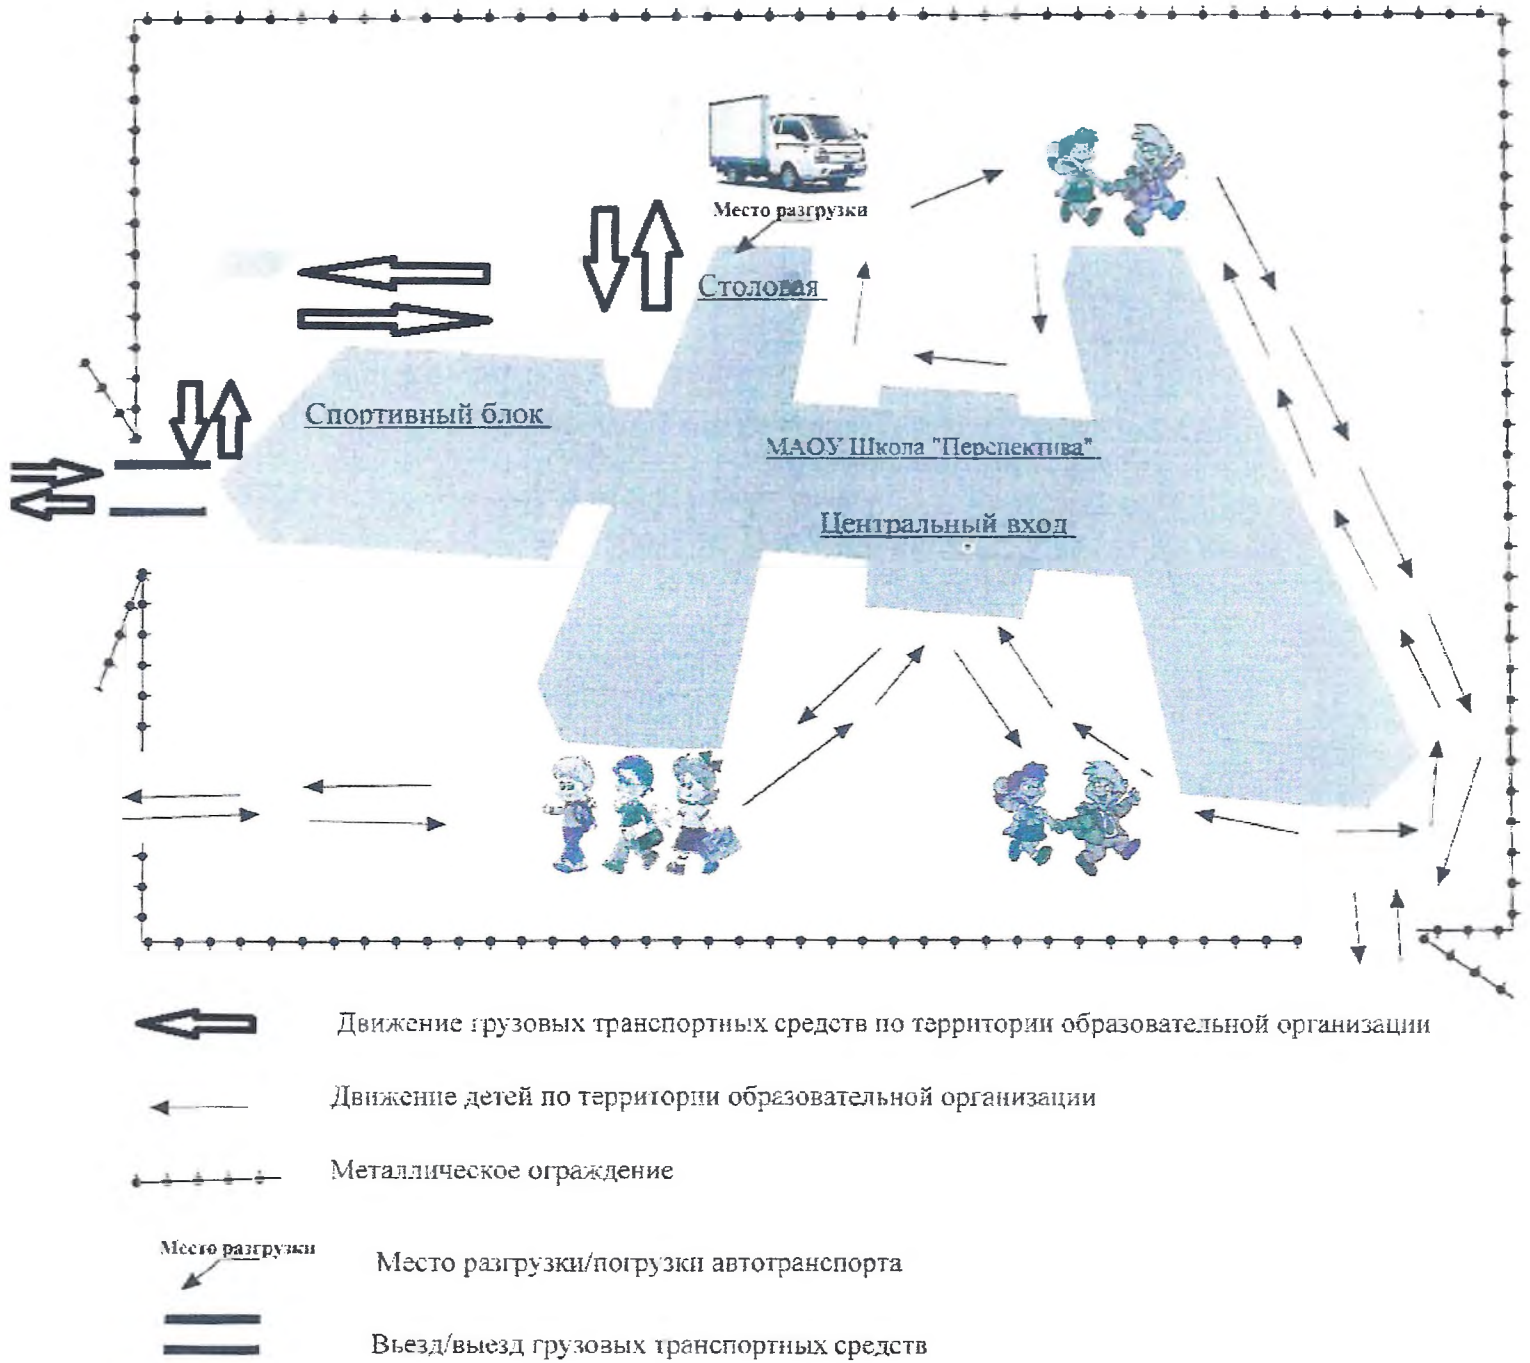 Место разгрузки
Столовая
Спортивный блок
МАОУ Школа "Перспектива"
Центральный вход
Движение грузовых транспортных средств по территории образовательной организации
Движение детей по территории образовательной организации
Металлическое ограждение
Место разгрузки
Место разгрузки/погрузки автотранспорта
Вьезд/выезд грузовых транспортных средств